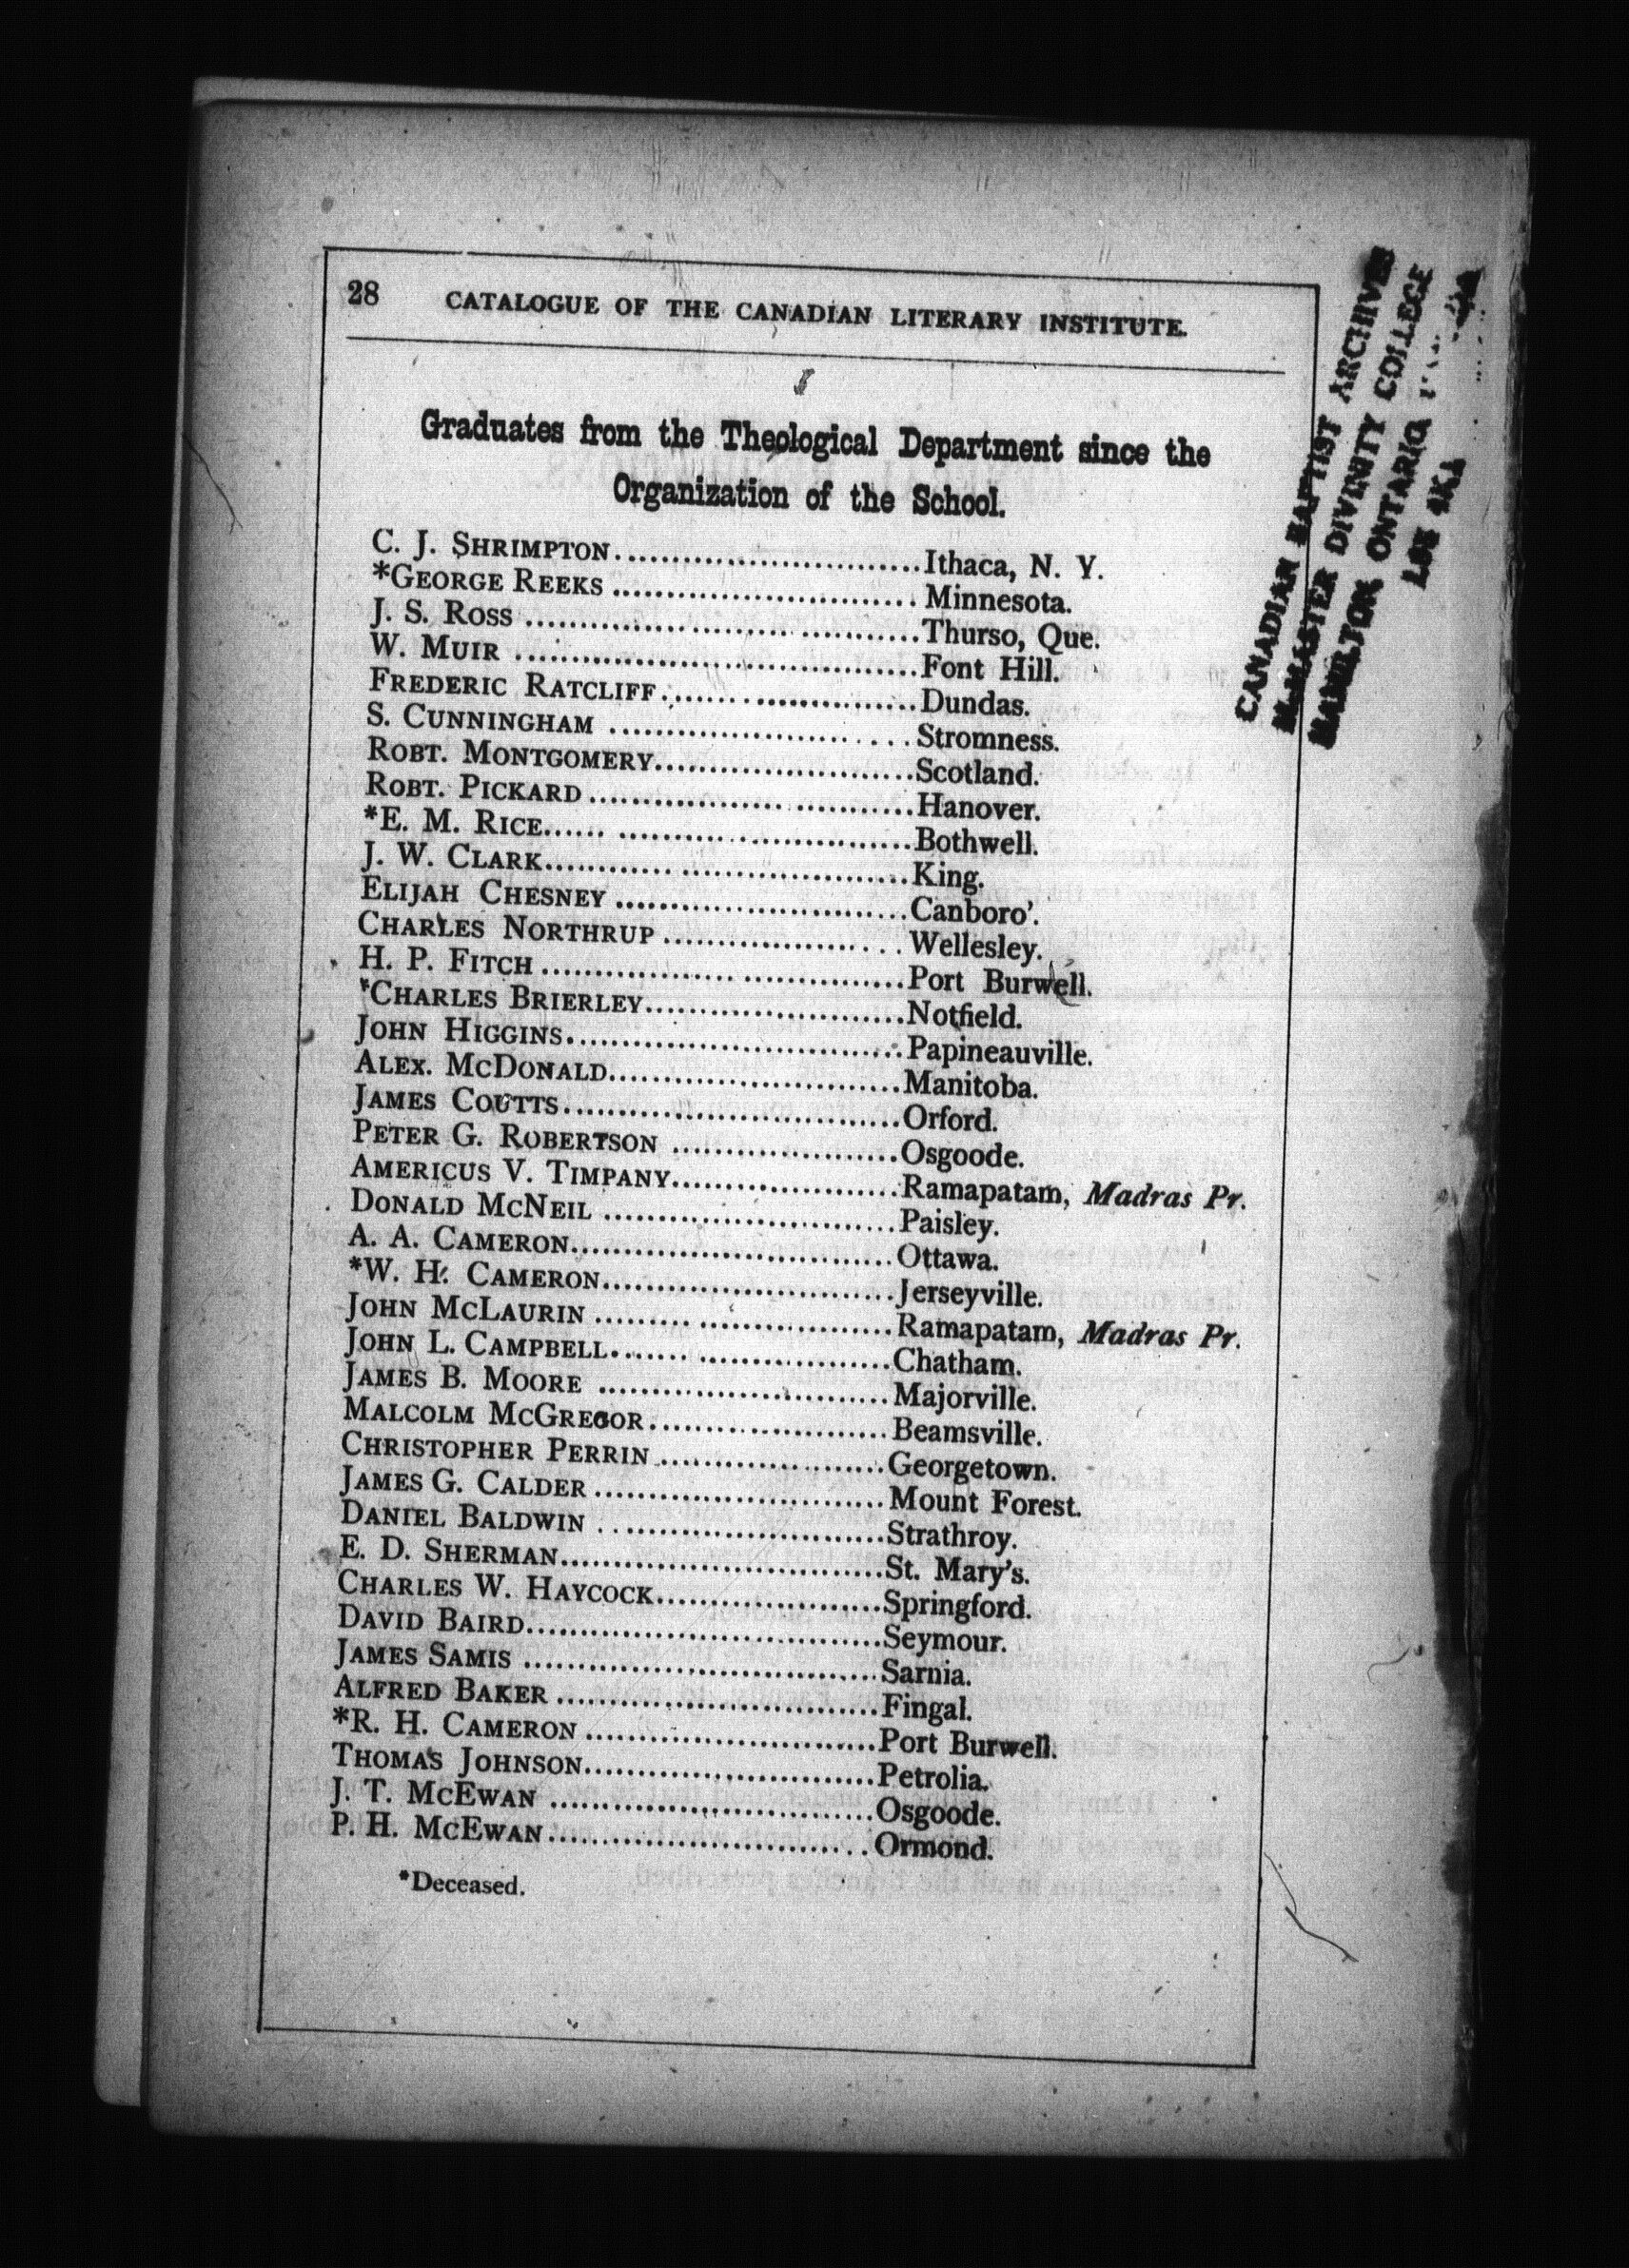 28 CATALOGUE OF THE CANADIAN LITERARY INSTITUTE.
Graduates from the Theological Department since the
Organization of the School.
C. J. SHRIMPTON..............................Ithaca, N. Y.
*GEORGE REEKS..............................Minnesota.
J. S. ROSS..............................Thurso, Que.
W. MUIR..............................Font Hill.
FREDERIC RATCLIFF..............................Dundas.
S. CUNNINGHAM..............................Stromness.
ROBT. MONTGOMERY..............................Scotland.
ROBT. PICKARD..............................Hanover.
*E. M. RICE..............................Bothwell.
J. W. CLARK..............................King.
ELIJAH CHESNEY..............................Canboro'.
CHARLES NORTHRUP..............................Wellesley.
H. P. FITCH..............................Port Burwell.
*CHARLES BRIERLEY..............................Notfield.
JOHN HIGGINS..............................Papineauville.
ALEX. MCDONALD..............................Manitoba.
JAMES COUTTS..............................Orford.
PETER G. ROBERTSON..............................Osgoode.
AMERICUS V. TIMPANY..............................Ramapatam, Madras Pr.
DONALD MCNEIL..............................Paisley.
A. A. CAMERON..............................Ottawa.
*W. H. CAMERON..............................Jerseyville.
JOHN MCLAURIN..............................Ramapatam, Madras Pr.
JOHN L. CAMPBELL..............................Chatham.
JAMES B. MOORE..............................Majorville.
MALCOLM MCGREGOR..............................Beamsville.
CHRISTOPHER PERRIN..............................Georgetown.
JAMES G. CALDER..............................Mount Forest.
DANIEL BALDWIN..............................Strathroy.
E. D. SHERMAN..............................St. Mary's.
CHARLES W. HAYCOCK..............................Springford.
DAVID BAIRD..............................Seymour.
JAMES SAMIS..............................Sarnia.
ALFRED BAKER..............................Fingal.
*R. H. CAMERON..............................Port Burwell.
THOMAS JOHNSON..............................Petrolia.
J. T. MCEWAN..............................Osgoode.
P. H. MCEWAN..............................Ormond.
*Deceased.
CANADIAN BAPTIST ARCHIVES
McMASTER DIVINITY COLLEGE
HAMILTON, ONTARIO